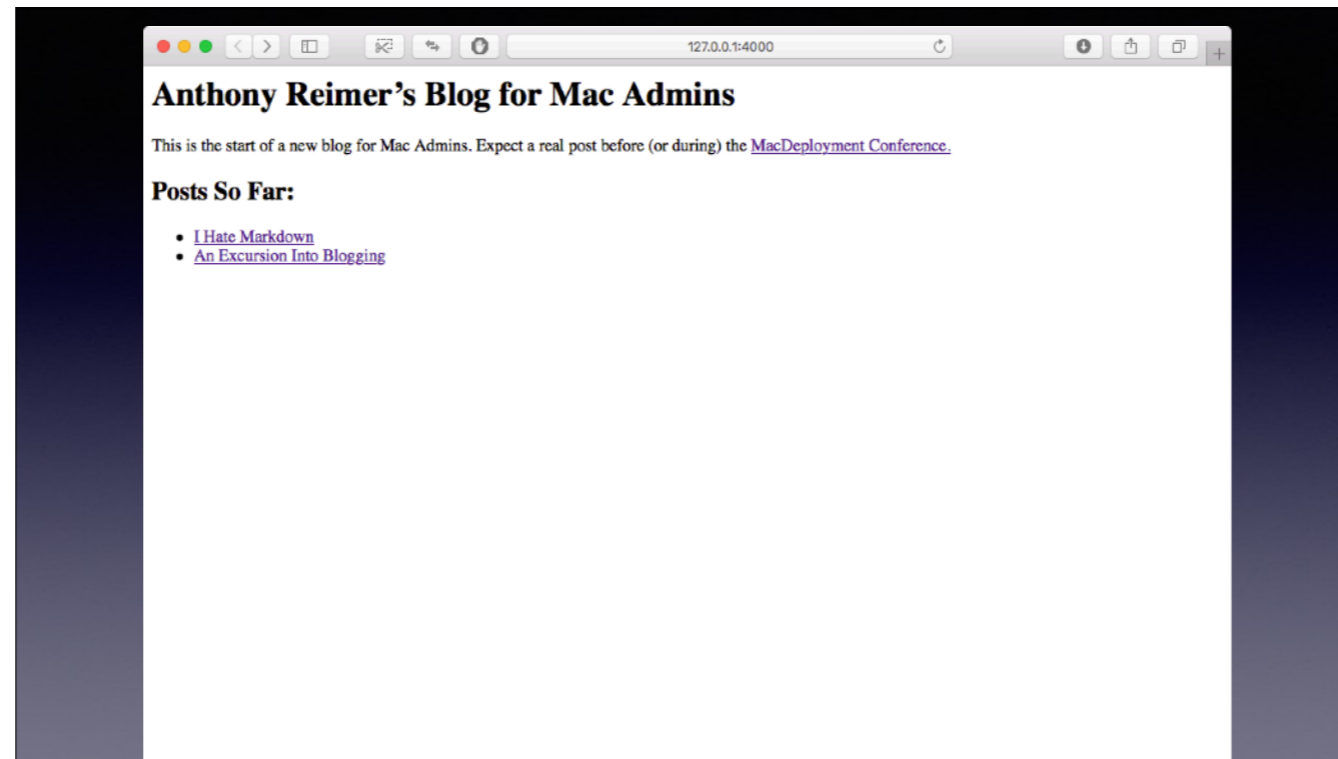 127.0.0.1:4000
Anthony Reimer’s Blog for Mac Admins
This is the start of a new blog for Mac Admins. Expect a real post before (or during) the MacDeployment Conference.
Posts So Far:
• I Hate Markdown
• An Excursion Into Blogging